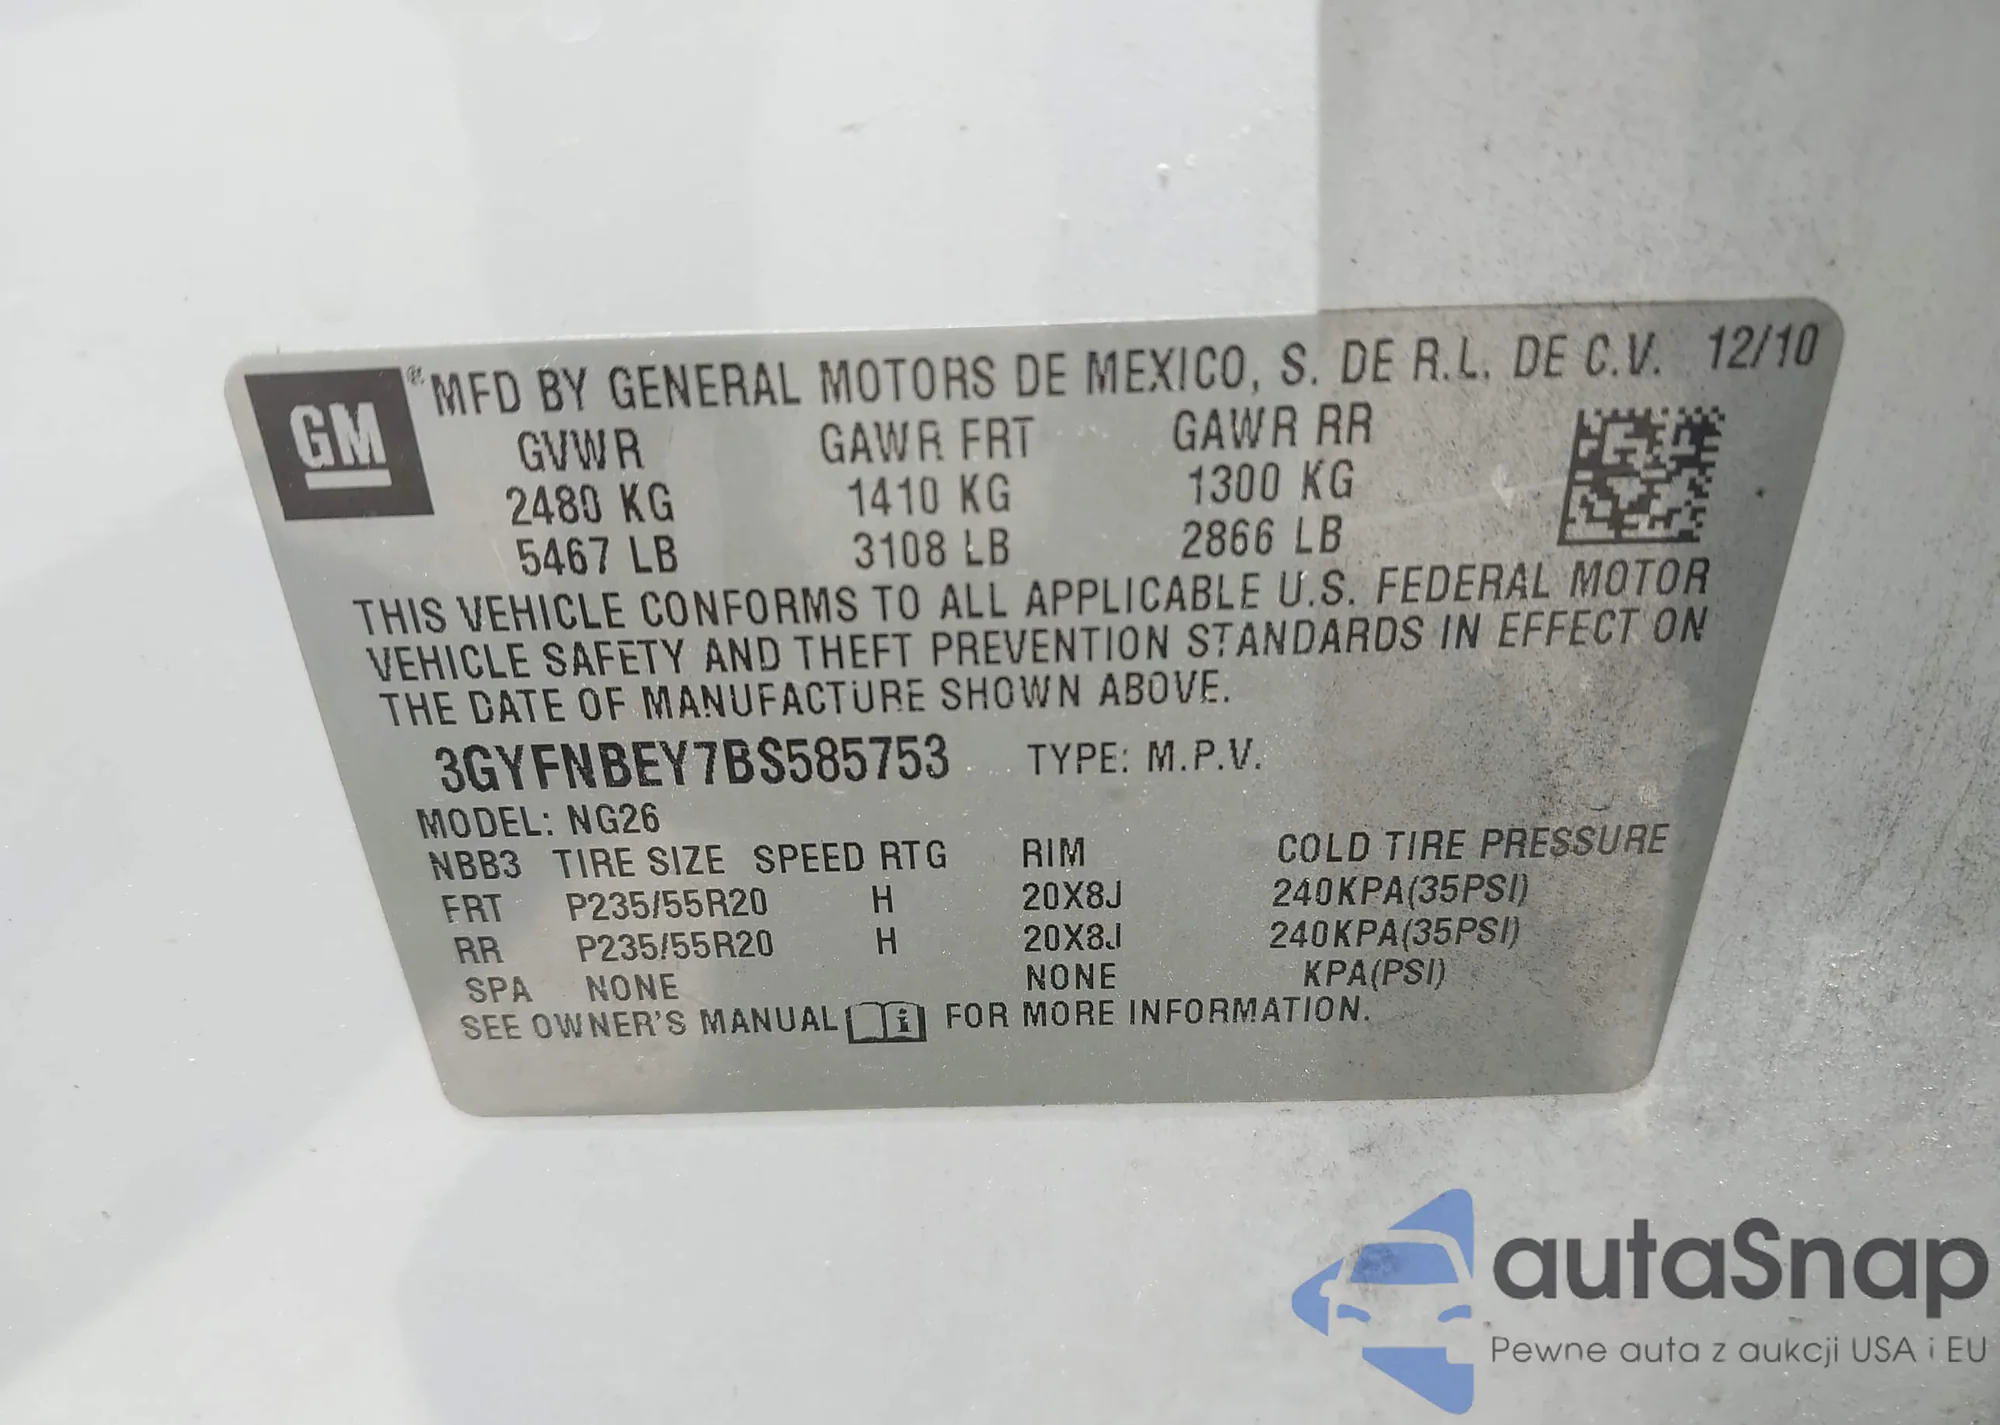 GM ® MFD BY GENERAL MOTORS DE MEXICO, S. DE R.L. DE C.V. 12/10
GVWR GAWR FRT GAWR RR
2480 KG 1410 KG 1300 KG
5467 LB 3108 LB 2866 LB
THIS VEHICLE CONFORMS TO ALL APPLICABLE U.S. FEDERAL MOTOR
VEHICLE SAFETY AND THEFT PREVENTION STANDARDS IN EFFECT ON
THE DATE OF MANUFACTURE SHOWN ABOVE.
3GYFNBEY7BS585753 TYPE: M.P.V.
MODEL: NG26
NBB3 TIRE SIZE SPEED RTG RIM COLD TIRE PRESSURE
FRT P235/55R20 H 20X8J 240KPA(35PSI)
RR P235/55R20 H 20X8J 240KPA(35PSI)
SPA NONE NONE KPA(PSI)
SEE OWNER'S MANUAL i FOR MORE INFORMATION.
autaSnap
Pewne auta z aukcji USA i EU